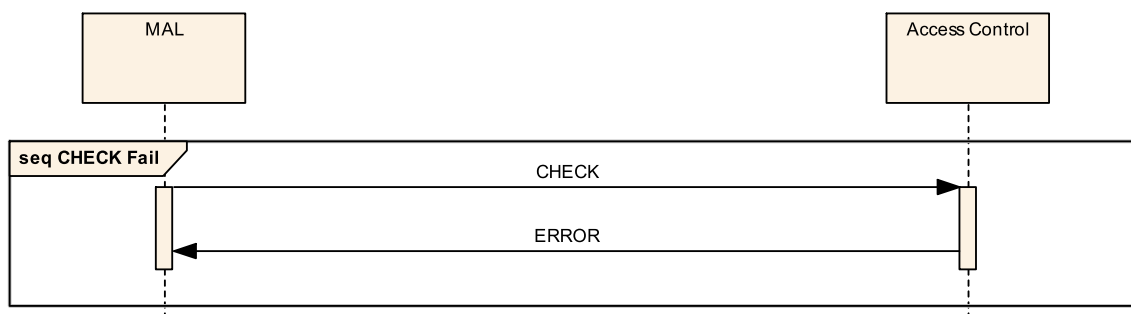 MAL
Access Control
seq CHECK Fail
CHECK
ERROR